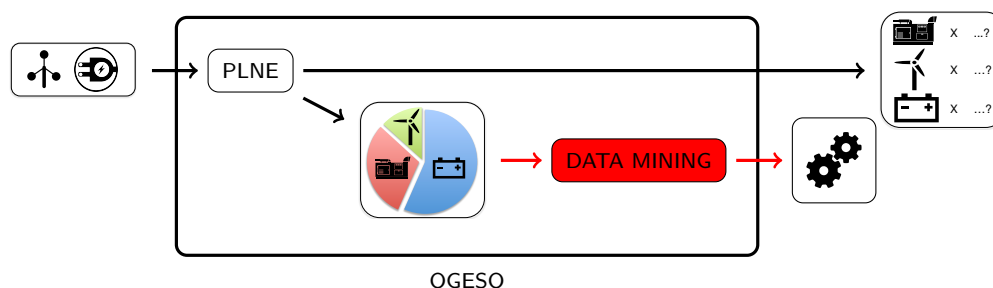 PLNE
X ...?
X ...?
X ...?
DATA MINING
OGESO